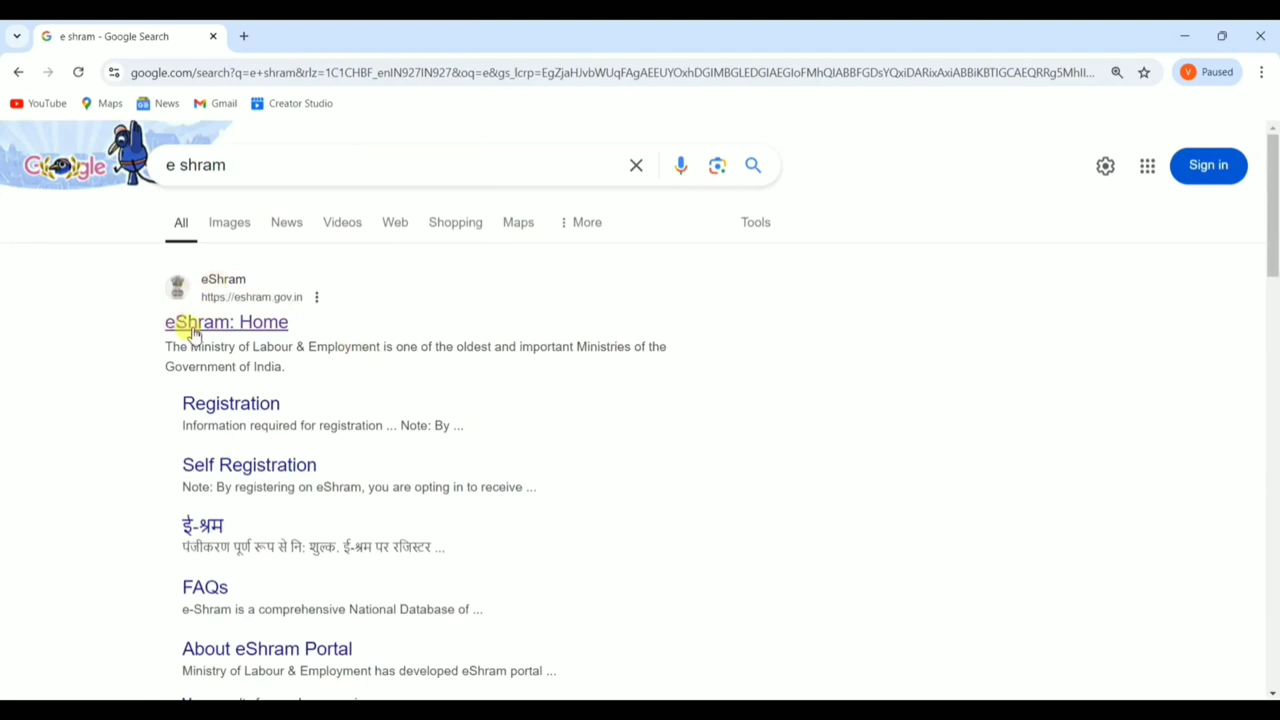 e shram - Google Search
google.com/search?q=e+shram&rlz=1C1CHBF_enIN927IN927&oq=e&gs_lcrp=EgZjaHJvbWUqFAgAEEUYOxhDGIMBGLEDGIAEGIoFMhQIABBFGDsYQxiDARixAxiABBiKBTIGCAEQRRg5MhII...
Paused
YouTube
Maps
News
Gmail
Creator Studio
Google
e shram
Sign in
All
Images
News
Videos
Web
Shopping
Maps
More
Tools
eShram
https://eshram.gov.in
eShram: Home
The Ministry of Labour & Employment is one of the oldest and important Ministries of the
Government of India.
Registration
Information required for registration ... Note: By ...
Self Registration
Note: By registering on eShram, you are opting in to receive ...
ई-श्रम
पंजीकरण पूर्ण रूप से नि: शुल्क. ई-श्रम पर रजिस्टर ...
FAQs
e-Shram is a comprehensive National Database of ...
About eShram Portal
Ministry of Labour & Employment has developed eShram portal ...